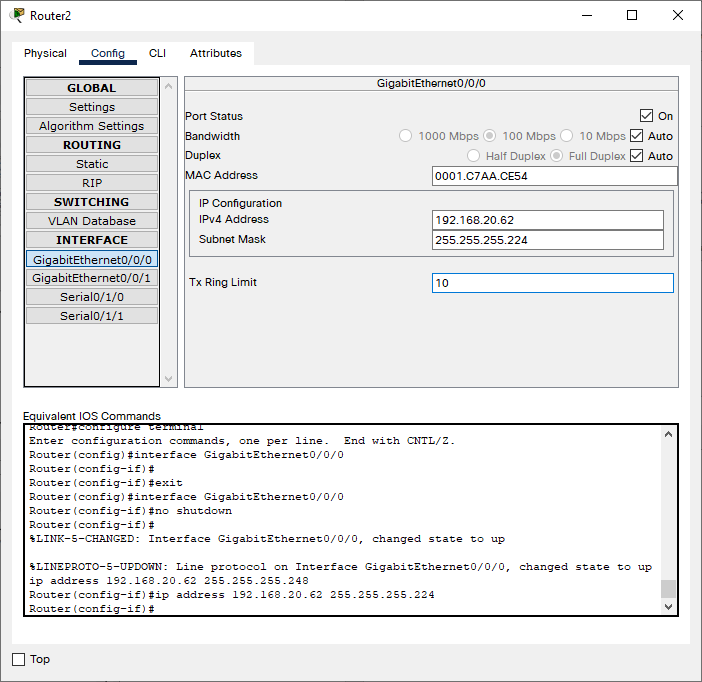 Router2
Physical Config CLI Attributes
GLOBAL
Settings
Algorithm Settings
ROUTING
Static
RIP
SWITCHING
VLAN Database
INTERFACE
GigabitEthernet0/0/0
GigabitEthernet0/0/1
Serial0/1/0
Serial0/1/1
GigabitEthernet0/0/0
Port Status On
Bandwidth 1000 Mbps 100 Mbps 10 Mbps Auto
Duplex Half Duplex Full Duplex Auto
MAC Address 0001.C7AA.CE54
IP Configuration
IPv4 Address 192.168.20.62
Subnet Mask 255.255.255.224
Tx Ring Limit 10
Equivalent IOS Commands
Router#configure terminal
Enter configuration commands, one per line.  End with CNTL/Z.
Router(config)#interface GigabitEthernet0/0/0
Router(config-if)#
Router(config-if)#exit
Router(config)#interface GigabitEthernet0/0/0
Router(config-if)#no shutdown
Router(config-if)#
%LINK-5-CHANGED: Interface GigabitEthernet0/0/0, changed state to up
%LINEPROTO-5-UPDOWN: Line protocol on Interface GigabitEthernet0/0/0, changed state to up
ip address 192.168.20.62 255.255.255.248
Router(config-if)#ip address 192.168.20.62 255.255.255.224
Router(config-if)#
Top